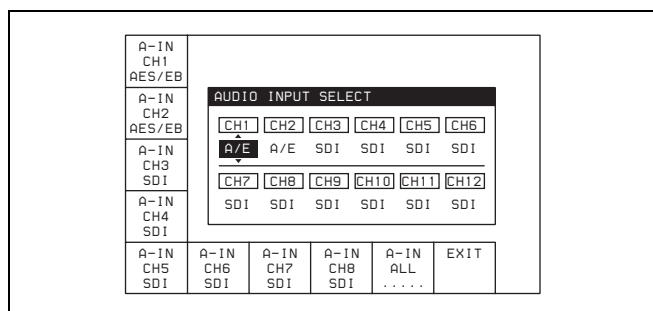 A-IN
CH1
AES/EB
A-IN
CH2
AES/EB
A-IN
CH3
SDI
A-IN
CH4
SDI
AUDIO INPUT SELECT
CH1 CH2 CH3 CH4 CH5 CH6
A/E A/E SDI SDI SDI SDI
CH7 CH8 CH9 CH10 CH11 CH12
SDI SDI SDI SDI SDI SDI
A-IN
CH5
SDI
A-IN
CH6
SDI
A-IN
CH7
SDI
A-IN
CH8
SDI
A-IN
ALL
.....
EXIT